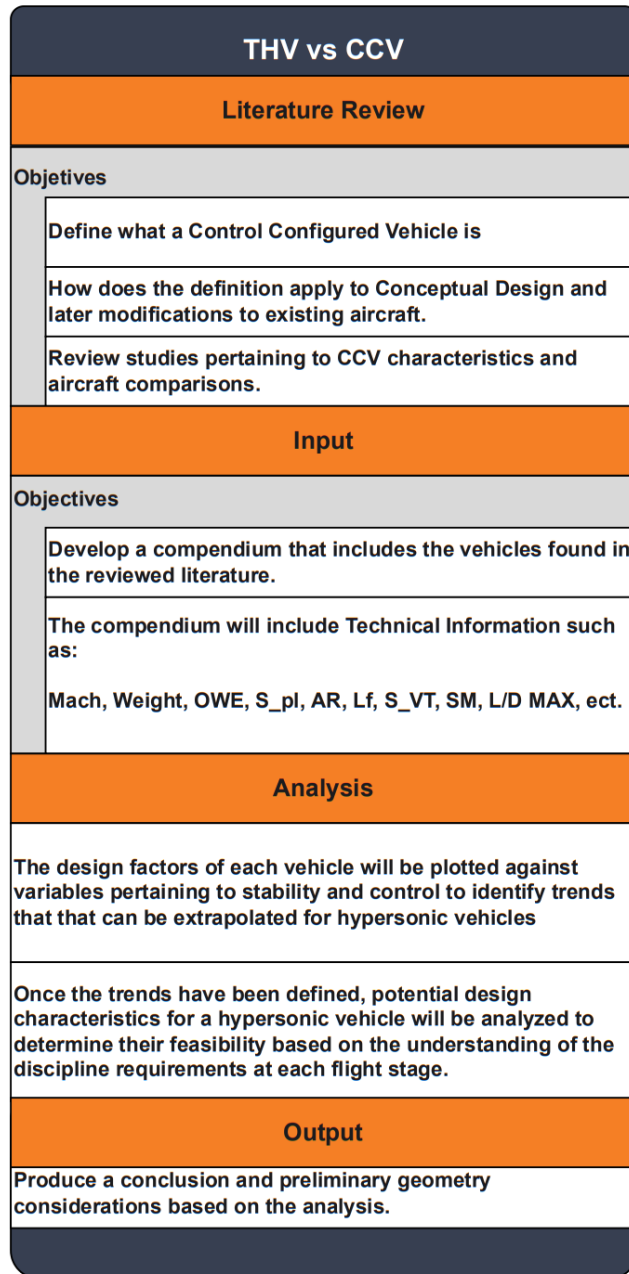 THV vs CCV
Literature Review
Objetives
Define what a Control Configured Vehicle is
How does the definition apply to Conceptual Design and
later modifications to existing aircraft.
Review studies pertaining to CCV characteristics and
aircraft comparisons.
Input
Objectives
Develop a compendium that includes the vehicles found in
the reviewed literature.
The compendium will include Technical Information such
as:
Mach, Weight, OWE, S_pl, AR, Lf, S_VT, SM, L/D MAX, ect.
Analysis
The design factors of each vehicle will be plotted against
variables pertaining to stability and control to identify trends
that that can be extrapolated for hypersonic vehicles
Once the trends have been defined, potential design
characteristics for a hypersonic vehicle will be analyzed to
determine their feasibility based on the understanding of the
discipline requirements at each flight stage.
Output
Produce a conclusion and preliminary geometry
considerations based on the analysis.